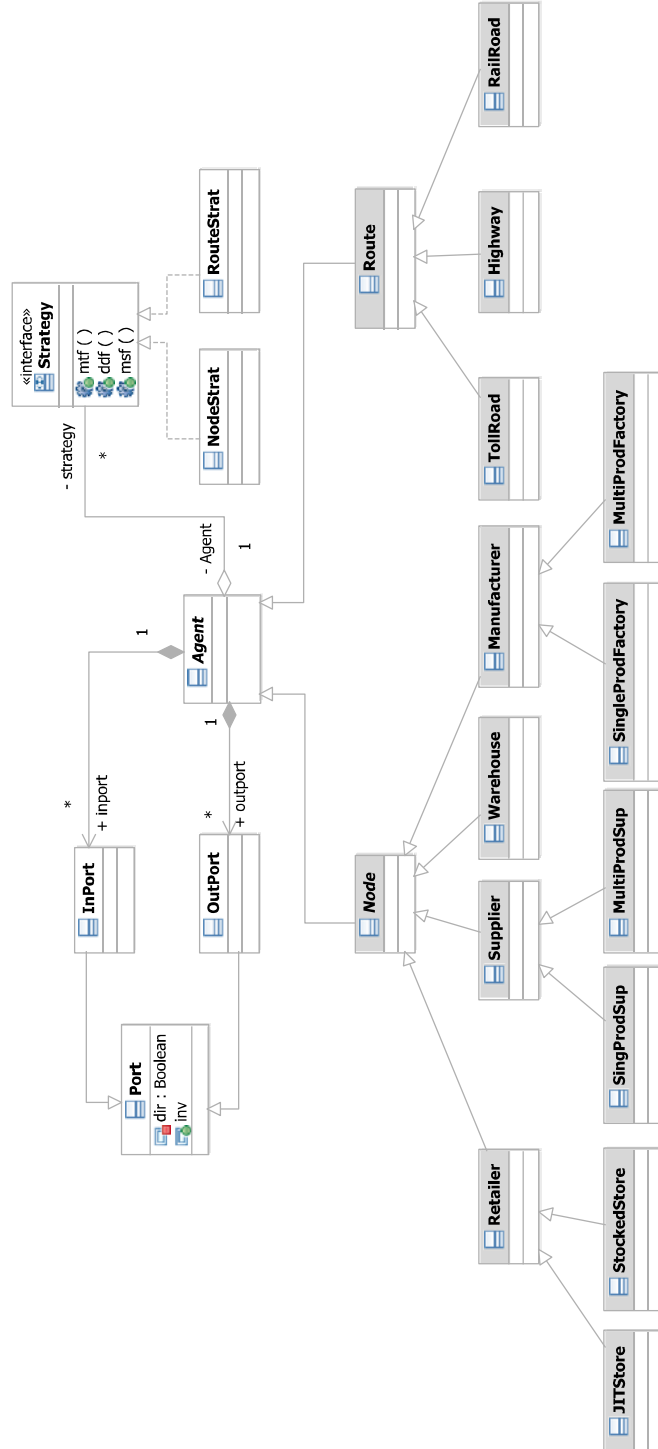 «interface»
Strategy
mtf ( )
ddf ( )
msf ( )
- strategy
*
RouteStrat
NodeStrat
- Agent
1
Agent
1
*
+ inport
InPort
1
*
+ outport
OutPort
Port
dir : Boolean
inv
Node
Route
Retailer
Supplier
Warehouse
Manufacturer
TollRoad
Highway
RailRoad
JITStore
StockedStore
SingProdSup
MultiProdSup
SingleProdFactory
MultiProdFactory